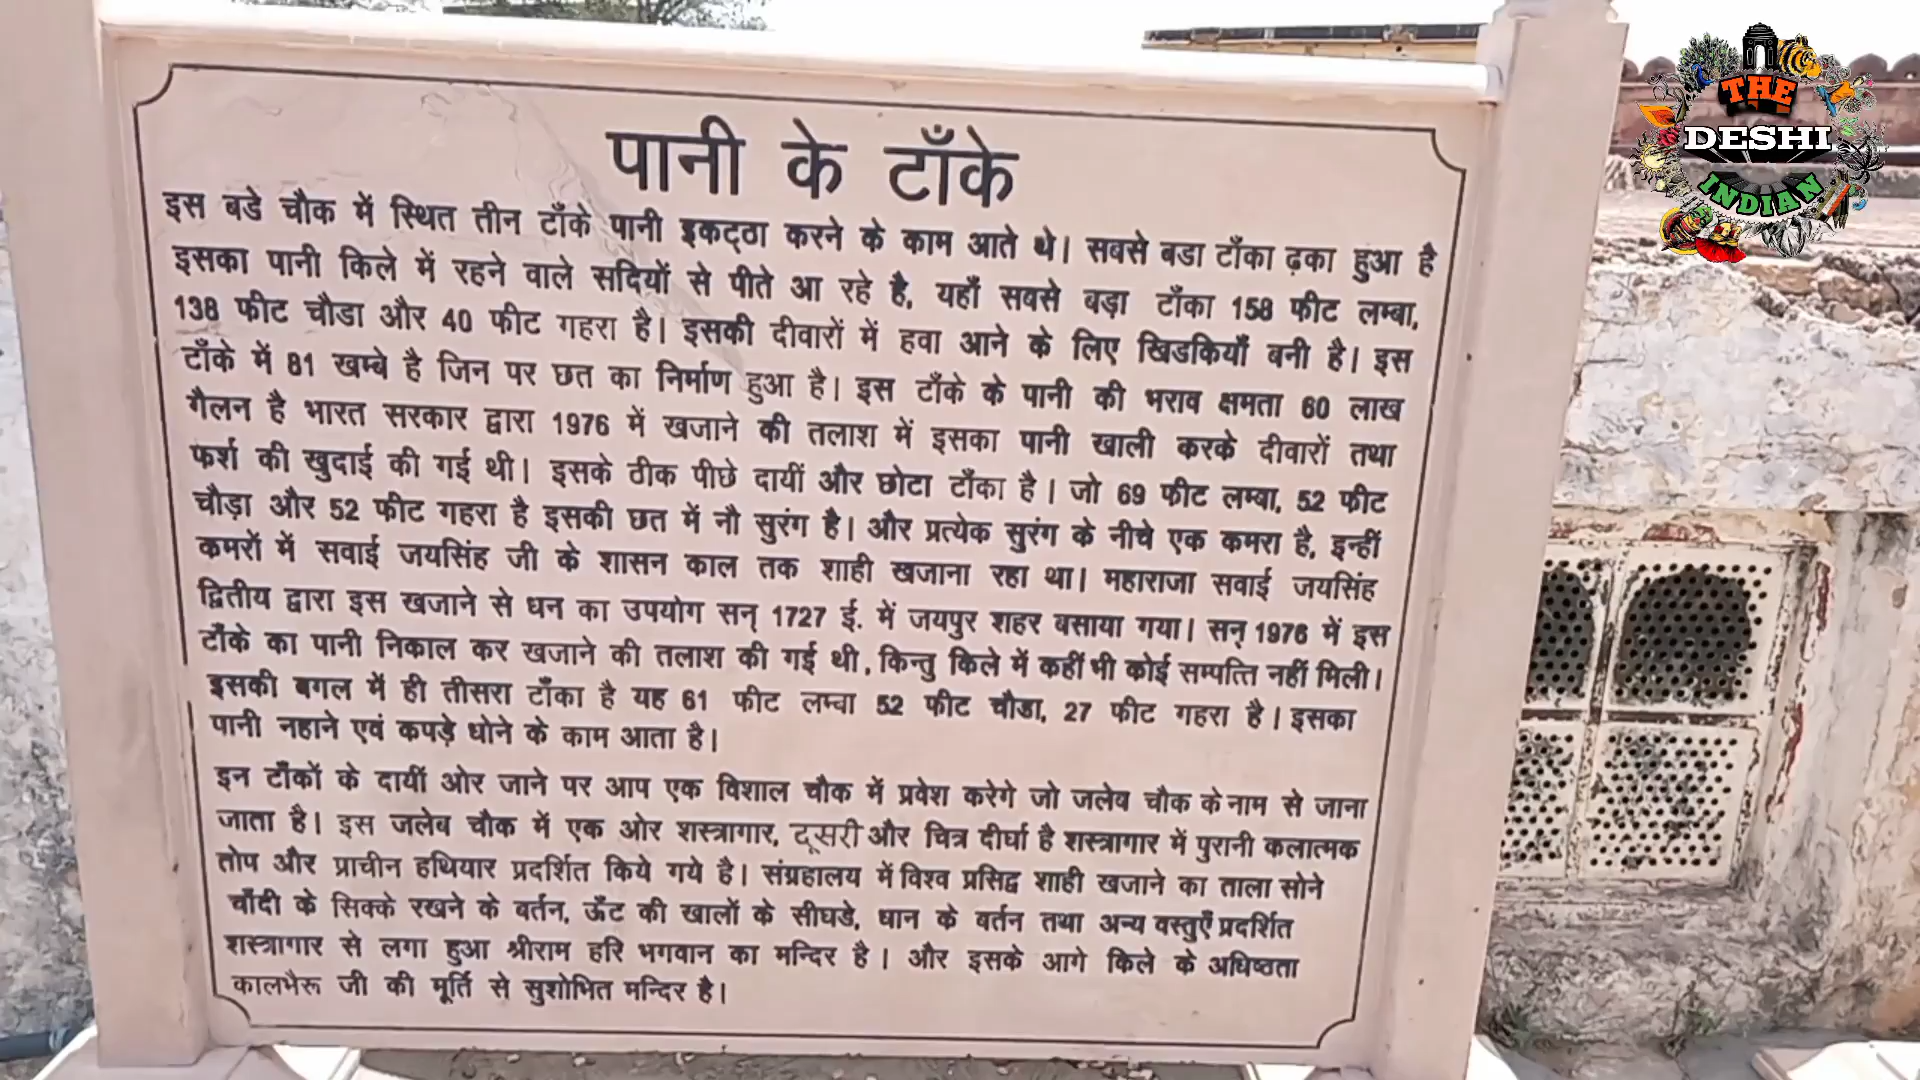 पानी के टाँके
इस बडे चौक में स्थित तीन टाँके पानी इकट्ठा करने के काम आते थे। सबसे बडा टाँका ढ़का हुआ है
इसका पानी किले में रहने वाले सदियों से पीते आ रहे है, यहाँ सबसे बड़ा टाँका 158 फीट लम्बा,
138 फीट चौडा और 40 फीट गहरा है। इसकी दीवारों में हवा आने के लिए खिडकियाँ बनी है। इस
टाँके में 81 खम्बे है जिन पर छत का निर्माण हुआ है। इस टाँके के पानी की भराव क्षमता 60 लाख
गैलन है भारत सरकार द्वारा 1976 में खजाने की तलाश में इसका पानी खाली करके दीवारों तथा
फर्श की खुदाई की गई थी। इसके ठीक पीछे दायीं और छोटा टाँका है। जो 69 फीट लम्बा, 52 फीट
चौड़ा और 52 फीट गहरा है इसकी छत में नौ सुरंग है। और प्रत्येक सुरंग के नीचे एक कमरा है, इन्हीं
कमरों में सवाई जयसिंह जी के शासन काल तक शाही खजाना रहा था। महाराजा सवाई जयसिंह
द्वितीय द्वारा इस खजाने से धन का उपयोग सन् 1727 ई. में जयपुर शहर बसाया गया। सन् 1976 में इस
टाँके का पानी निकाल कर खजाने की तलाश की गई थी, किन्तु किले में कहीं भी कोई सम्पत्ति नहीं मिली।
इसकी बगल में ही तीसरा टाँका है यह 61 फीट लम्बा 52 फीट चौडा, 27 फीट गहरा है। इसका
पानी नहाने एवं कपड़े धोने के काम आता है।
इन टाँकों के दायीं ओर जाने पर आप एक विशाल चौक में प्रवेश करेगे जो जलेब चौक के नाम से जाना
जाता है। इस जलेब चौक में एक ओर शस्त्रागार, दूसरी और चित्र दीर्घा है शस्त्रागार में पुरानी कलात्मक
तोप और प्राचीन हथियार प्रदर्शित किये गये है। संग्रहालय में विश्व प्रसिद्व शाही खजाने का ताला सोने
चाँदी के सिक्के रखने के बर्तन, ऊँट की खालों के सीघडे, धान के बर्तन तथा अन्य वस्तुएँ प्रदर्शित
शस्त्रागार से लगा हुआ श्रीराम हरि भगवान का मन्दिर है। और इसके आगे किले के अधिष्ठता
कालभैरू जी की मूर्ति से सुशोभित मन्दिर है।
THE
DESHI
INDIAN